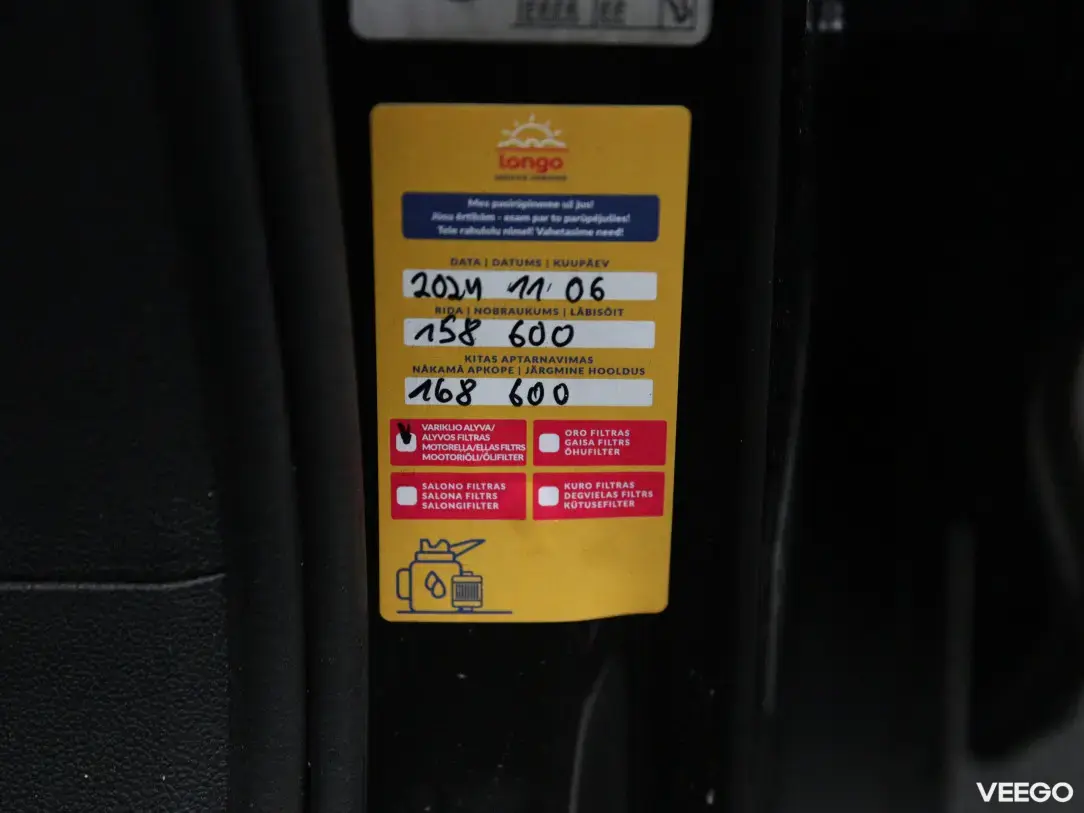 longo
Mes pasirūpinome už jus!
Jūsu ērtībām - esam par to parūpējušies!
Teie rahulolu nimel! Vahetasime need!
DATA | DATUMS | KUUPÄEV
2024 11 06
RIDA | NOBRAUKUMS | LÄBISÕIT
158 600
KITAS APTARNAVIMAS
NĀKAMĀ APKOPE | JÄRGMINE HOOLDUS
168 600
VARIKLIO ALYVA/
ALYVOS FILTRAS
MOTORELLA/ELLAS FILTRS
MOOTORIÕLI/ÕLIFILTER
ORO FILTRAS
GAISA FILTRS
ÕHUFILTER
SALONO FILTRAS
SALONA FILTRS
SALONGIFILTER
KURO FILTRAS
DEGVIELAS FILTRS
KÜTUSEFILTER
VEEGO